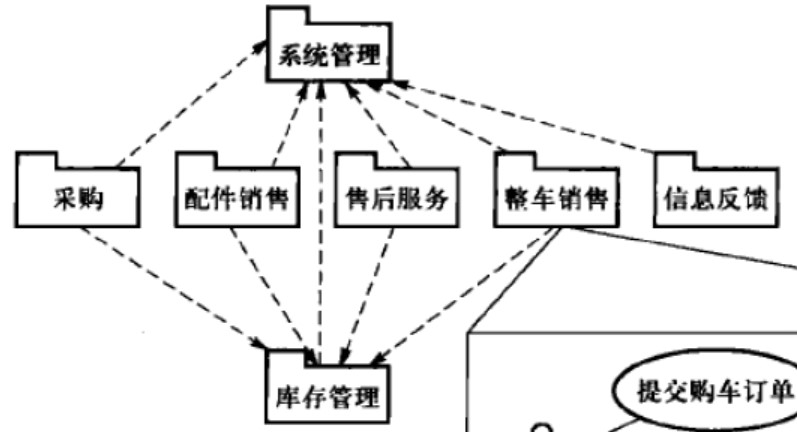 系统管理
采购
配件销售
售后服务
整车销售
信息反馈
库存管理
提交购车订单